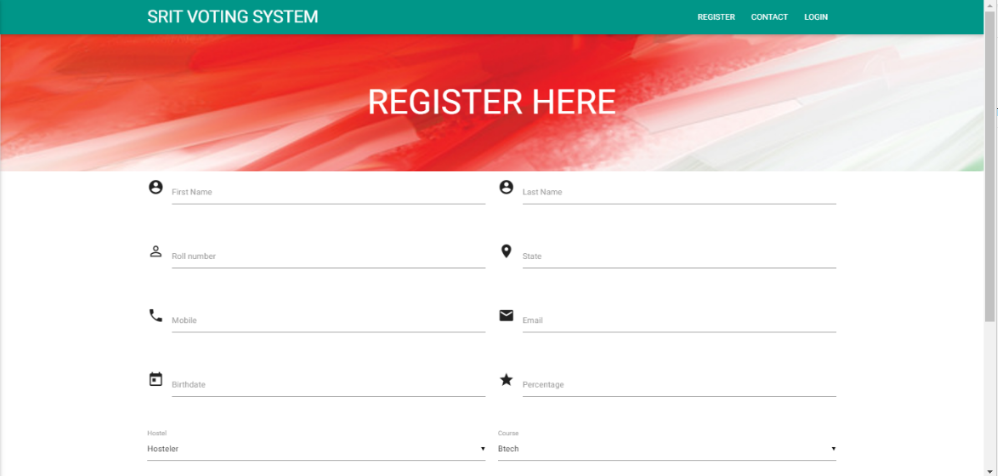 SRIT VOTING SYSTEM
REGISTER CONTACT LOGIN
REGISTER HERE
First Name Last Name
Roll number State
Mobile Email
Birthdate Percentage
Hostel Course
Hosteler Btech